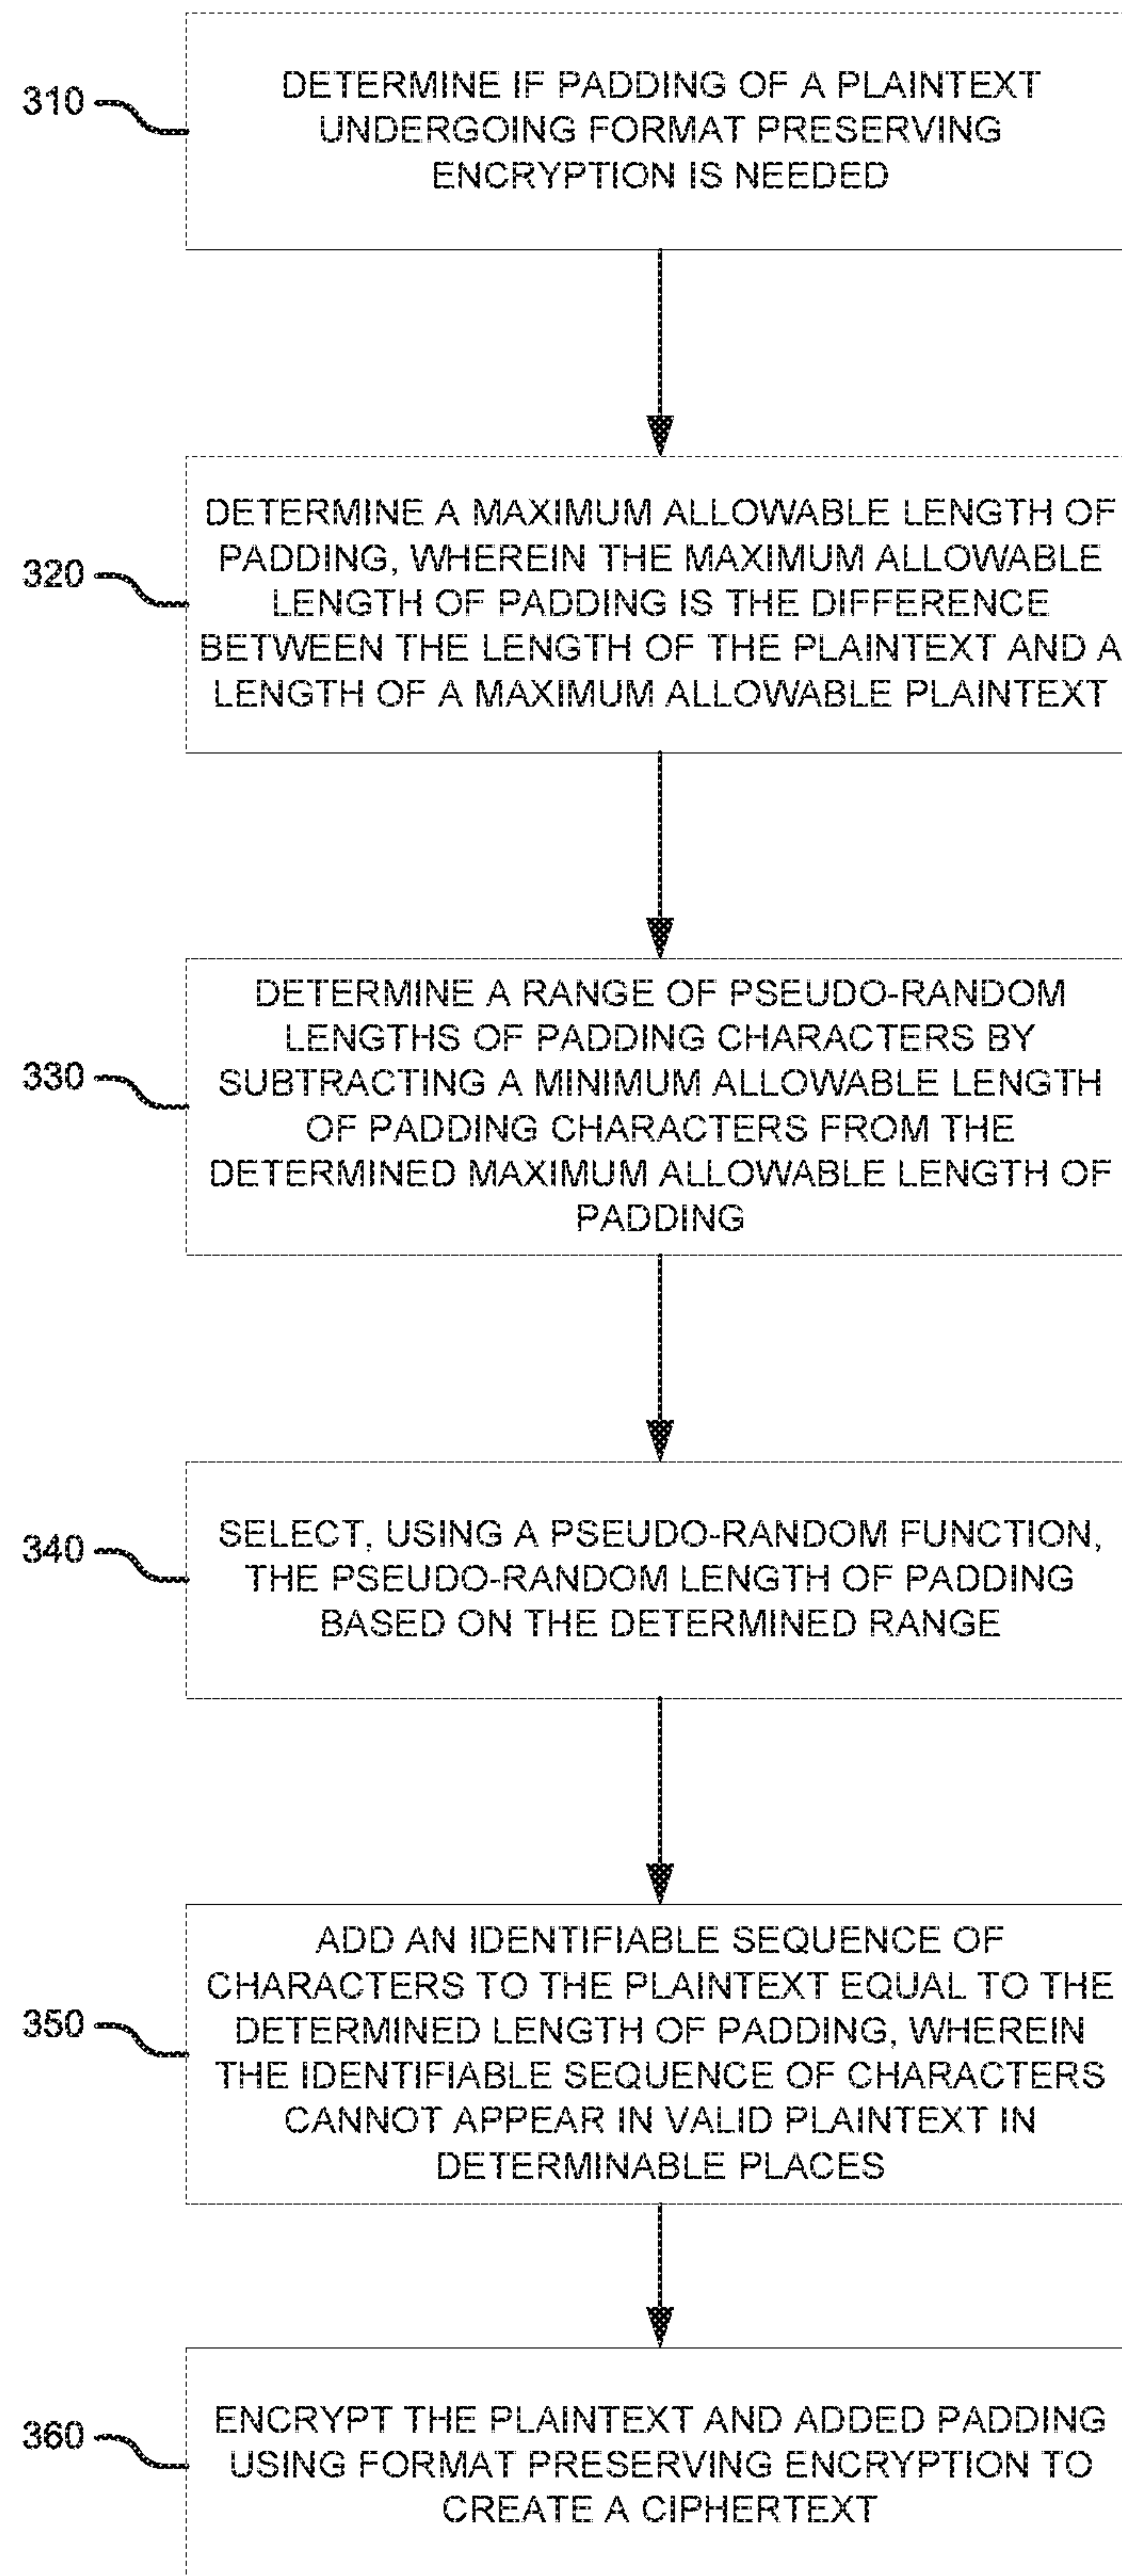 310
DETERMINE IF PADDING OF A PLAINTEXT
UNDERGOING FORMAT PRESERVING
ENCRYPTION IS NEEDED
320
DETERMINE A MAXIMUM ALLOWABLE LENGTH OF
PADDING, WHEREIN THE MAXIMUM ALLOWABLE
LENGTH OF PADDING IS THE DIFFERENCE
BETWEEN THE LENGTH OF THE PLAINTEXT AND A
LENGTH OF A MAXIMUM ALLOWABLE PLAINTEXT
330
DETERMINE A RANGE OF PSEUDO-RANDOM
LENGTHS OF PADDING CHARACTERS BY
SUBTRACTING A MINIMUM ALLOWABLE LENGTH
OF PADDING CHARACTERS FROM THE
DETERMINED MAXIMUM ALLOWABLE LENGTH OF
PADDING
340
SELECT, USING A PSEUDO-RANDOM FUNCTION,
THE PSEUDO-RANDOM LENGTH OF PADDING
BASED ON THE DETERMINED RANGE
350
ADD AN IDENTIFIABLE SEQUENCE OF
CHARACTERS TO THE PLAINTEXT EQUAL TO THE
DETERMINED LENGTH OF PADDING, WHEREIN
THE IDENTIFIABLE SEQUENCE OF CHARACTERS
CANNOT APPEAR IN VALID PLAINTEXT IN
DETERMINABLE PLACES
360
ENCRYPT THE PLAINTEXT AND ADDED PADDING
USING FORMAT PRESERVING ENCRYPTION TO
CREATE A CIPHERTEXT